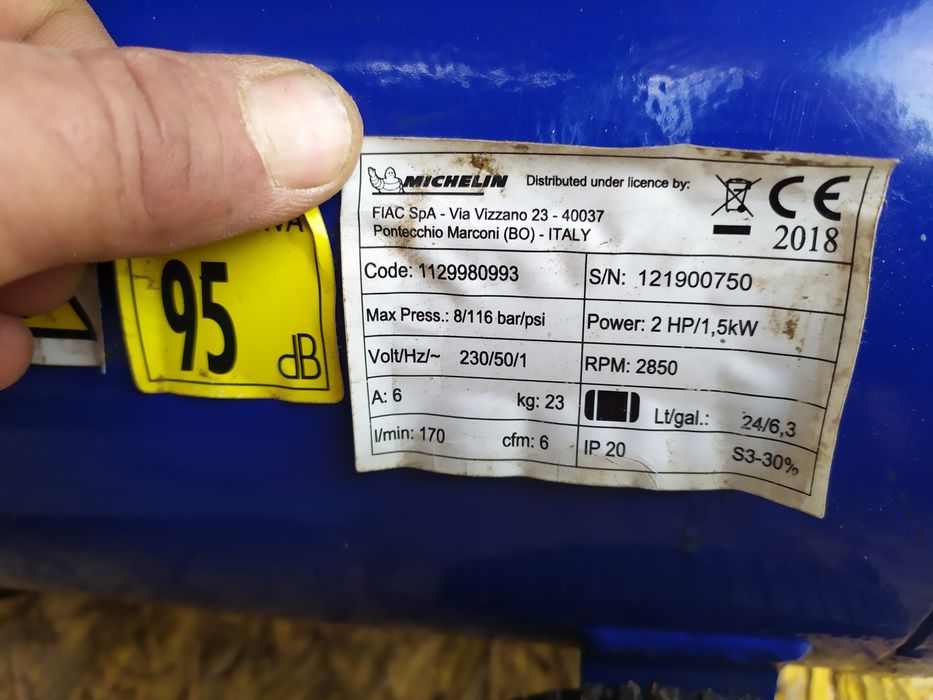 MICHELIN Distributed under licence by:
FIAC SpA - Via Vizzano 23 - 40037
Pontecchio Marconi (BO) - ITALY
CE
2018
Code: 1129980993 S/N: 121900750
Max Press.: 8/116 bar/psi Power: 2 HP/1,5kW
Volt/Hz/~ 230/50/1 RPM: 2850
A: 6 kg: 23 Lt/gal.: 24/6,3
l/min: 170 cfm: 6 IP 20 S3-30%
95
dB